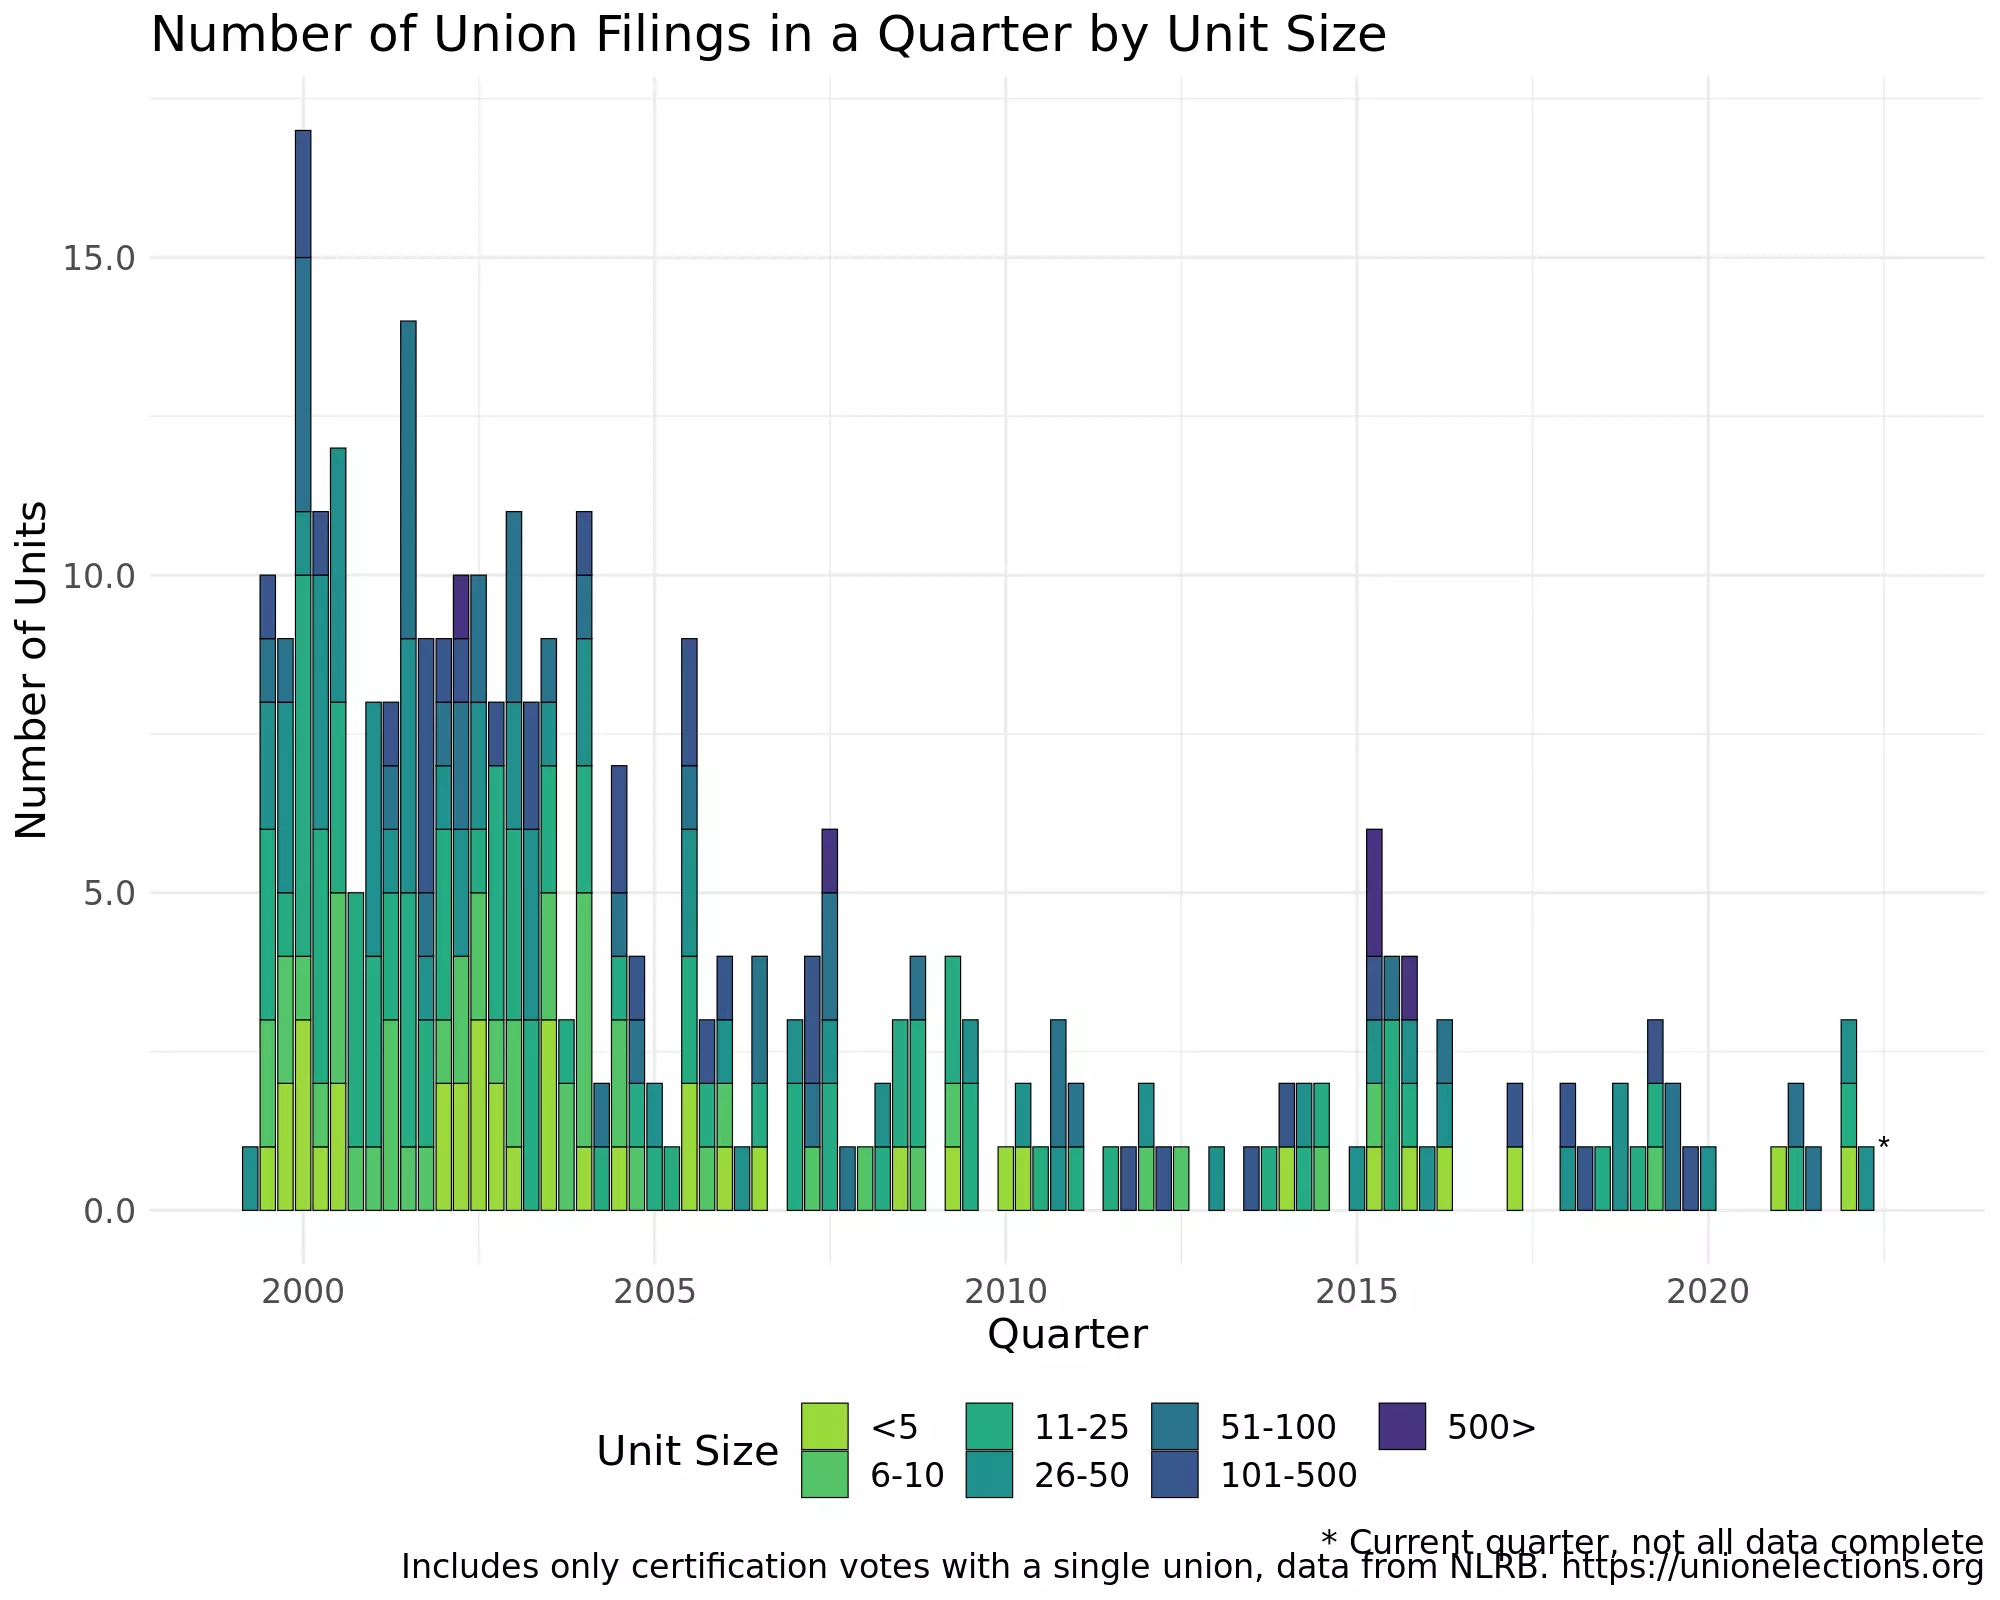 Number of Union Filings in a Quarter by Unit Size
Number of Units
15.0
10.0
5.0
0.0
*
2000 2005 2010 2015 2020
Quarter
Unit Size
<5 11-25 51-100 500>
6-10 26-50 101-500
* Current quarter, not all data complete
Includes only certification votes with a single union, data from NLRB. https://unionelections.org